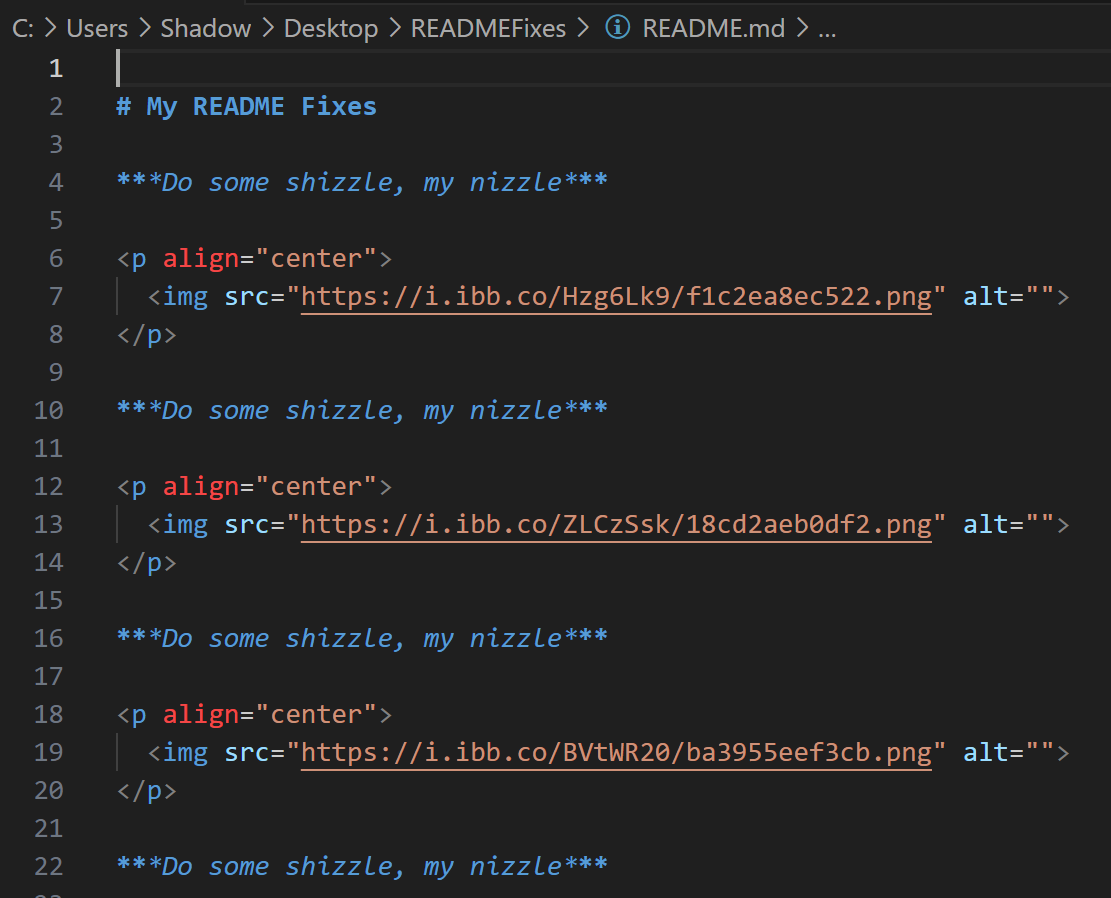 C: > Users > Shadow > Desktop > READMEFixes > README.md > ...
1
2 # My README Fixes
3
4 ***Do some shizzle, my nizzle***
5
6 <p align="center">
7   <img src="https://i.ibb.co/Hzg6Lk9/f1c2ea8ec522.png" alt="">
8 </p>
9
10 ***Do some shizzle, my nizzle***
11
12 <p align="center">
13   <img src="https://i.ibb.co/ZLCzSsk/18cd2aeb0df2.png" alt="">
14 </p>
15
16 ***Do some shizzle, my nizzle***
17
18 <p align="center">
19   <img src="https://i.ibb.co/BVtWR20/ba3955eef3cb.png" alt="">
20 </p>
21
22 ***Do some shizzle, my nizzle***